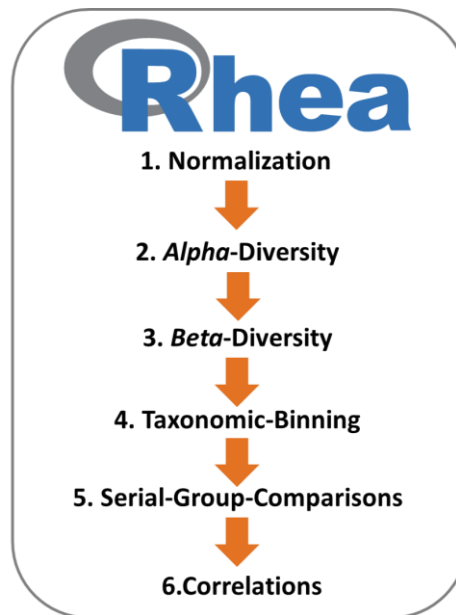 Rhea
1. Normalization
2. Alpha-Diversity
3. Beta-Diversity
4. Taxonomic-Binning
5. Serial-Group-Comparisons
6.Correlations